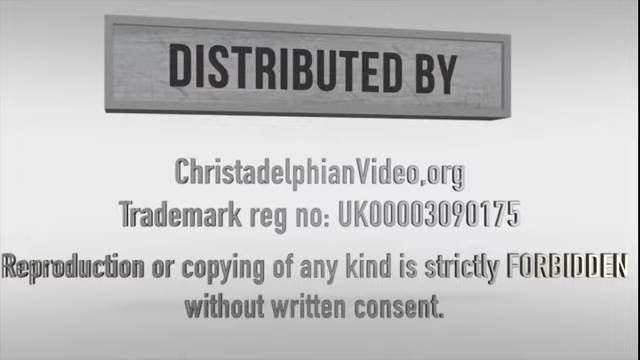 DISTRIBUTED BY
ChristadelphianVideo.org
Trademark reg no: UK00003090175
Reproduction or copying of any kind is strictly FORBIDDEN
without written consent.